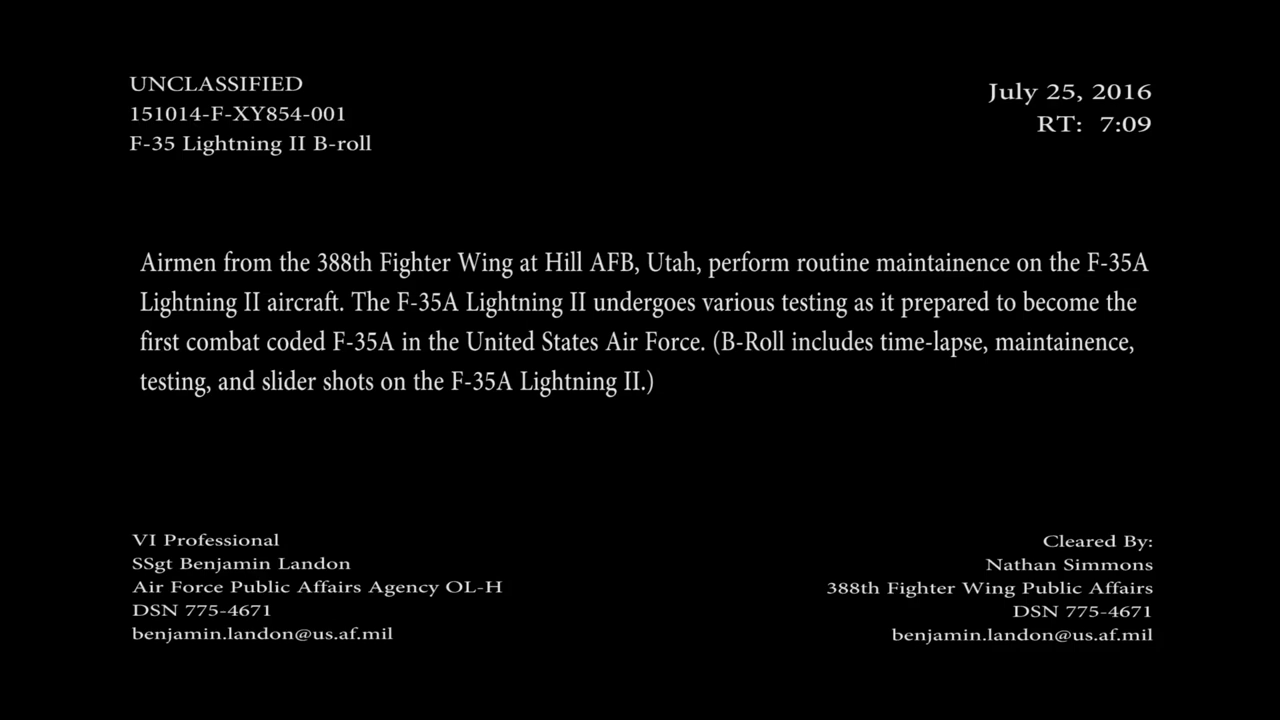 UNCLASSIFIED
151014-F-XY854-001
F-35 Lightning II B-roll
July 25, 2016
RT: 7:09
Airmen from the 388th Fighter Wing at Hill AFB, Utah, perform routine maintainence on the F-35A
Lightning II aircraft. The F-35A Lightning II undergoes various testing as it prepared to become the
first combat coded F-35A in the United States Air Force. (B-Roll includes time-lapse, maintainence,
testing, and slider shots on the F-35A Lightning II.)
VI Professional
SSgt Benjamin Landon
Air Force Public Affairs Agency OL-H
DSN 775-4671
benjamin.landon@us.af.mil
Cleared By:
Nathan Simmons
388th Fighter Wing Public Affairs
DSN 775-4671
benjamin.landon@us.af.mil